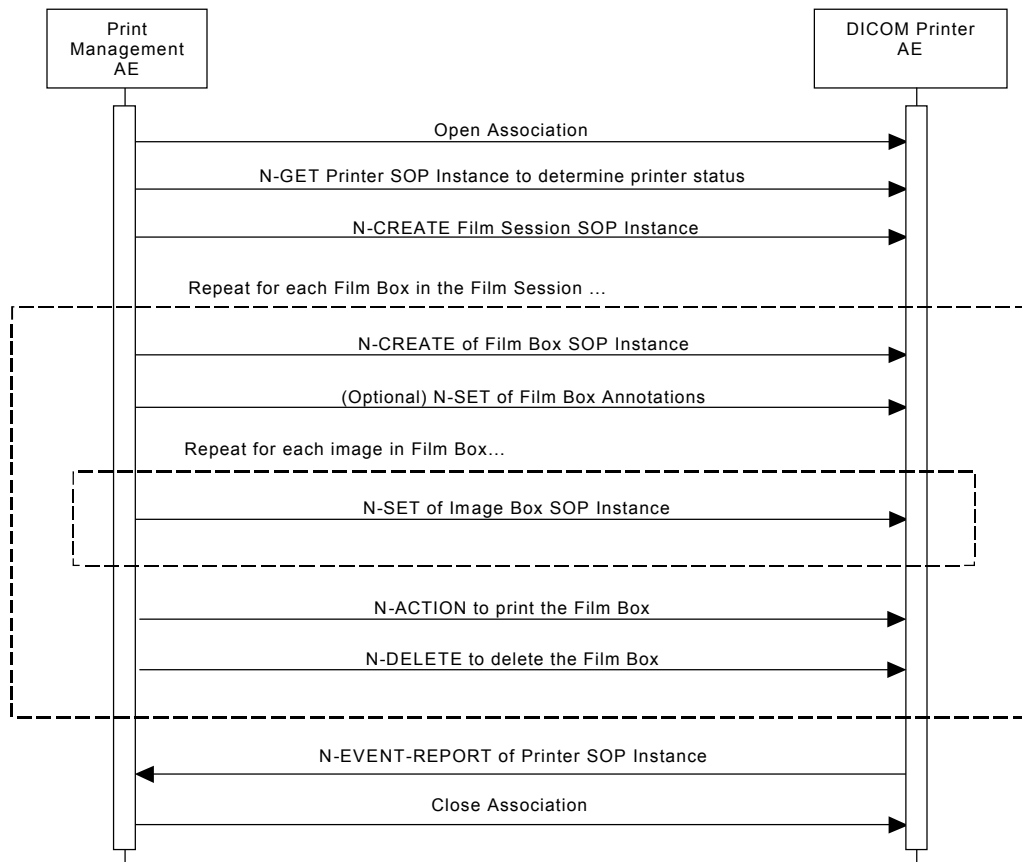 Print
Management
AE
DICOM Printer
AE
Open Association
N-GET Printer SOP Instance to determine printer status
N-CREATE Film Session SOP Instance
Repeat for each Film Box in the Film Session ...
N-CREATE of Film Box SOP Instance
(Optional) N-SET of Film Box Annotations
Repeat for each image in Film Box...
N-SET of Image Box SOP Instance
N-ACTION to print the Film Box
N-DELETE to delete the Film Box
N-EVENT-REPORT of Printer SOP Instance
Close Association